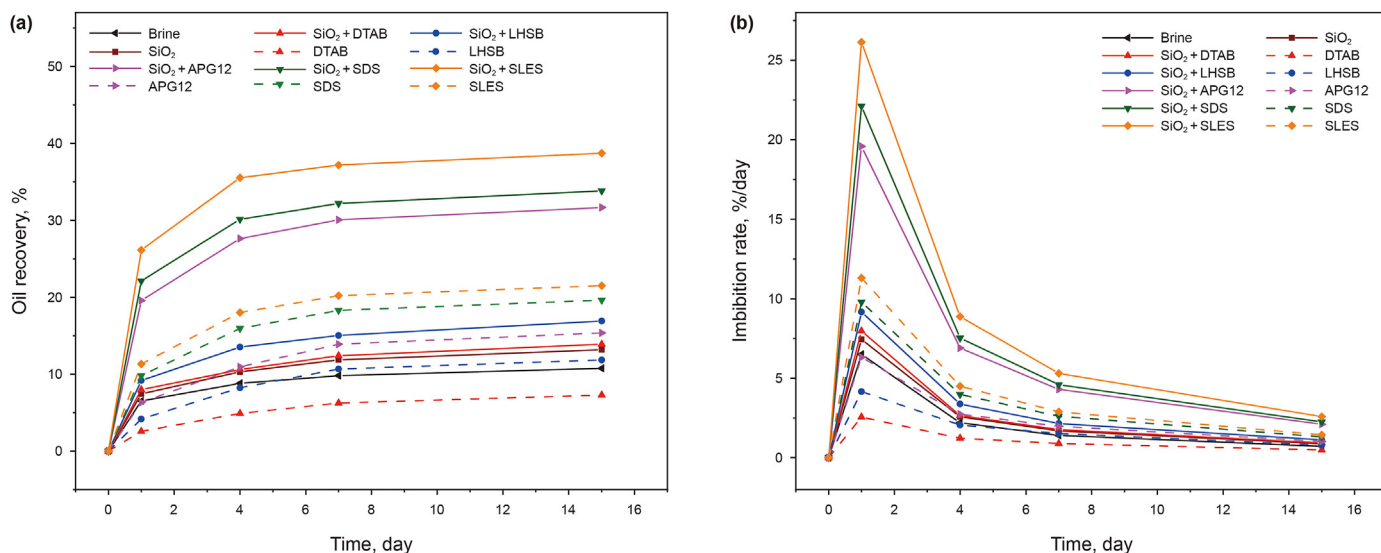 (a)
Brine
SiO₂ + DTAB
SiO₂ + LHSB
SiO₂
DTAB
LHSB
SiO₂ + APG12
SiO₂ + SDS
SiO₂ + SLES
APG12
SDS
SLES
50
40
30
20
10
0
Oil recovery, %
0 2 4 6 8 10 12 14 16
Time, day
(b)
Brine
SiO₂
SiO₂ + DTAB
DTAB
SiO₂ + LHSB
LHSB
SiO₂ + APG12
APG12
SiO₂ + SDS
SDS
SiO₂ + SLES
SLES
25
20
15
10
5
0
Imbibition rate, %/day
0 2 4 6 8 10 12 14 16
Time, day